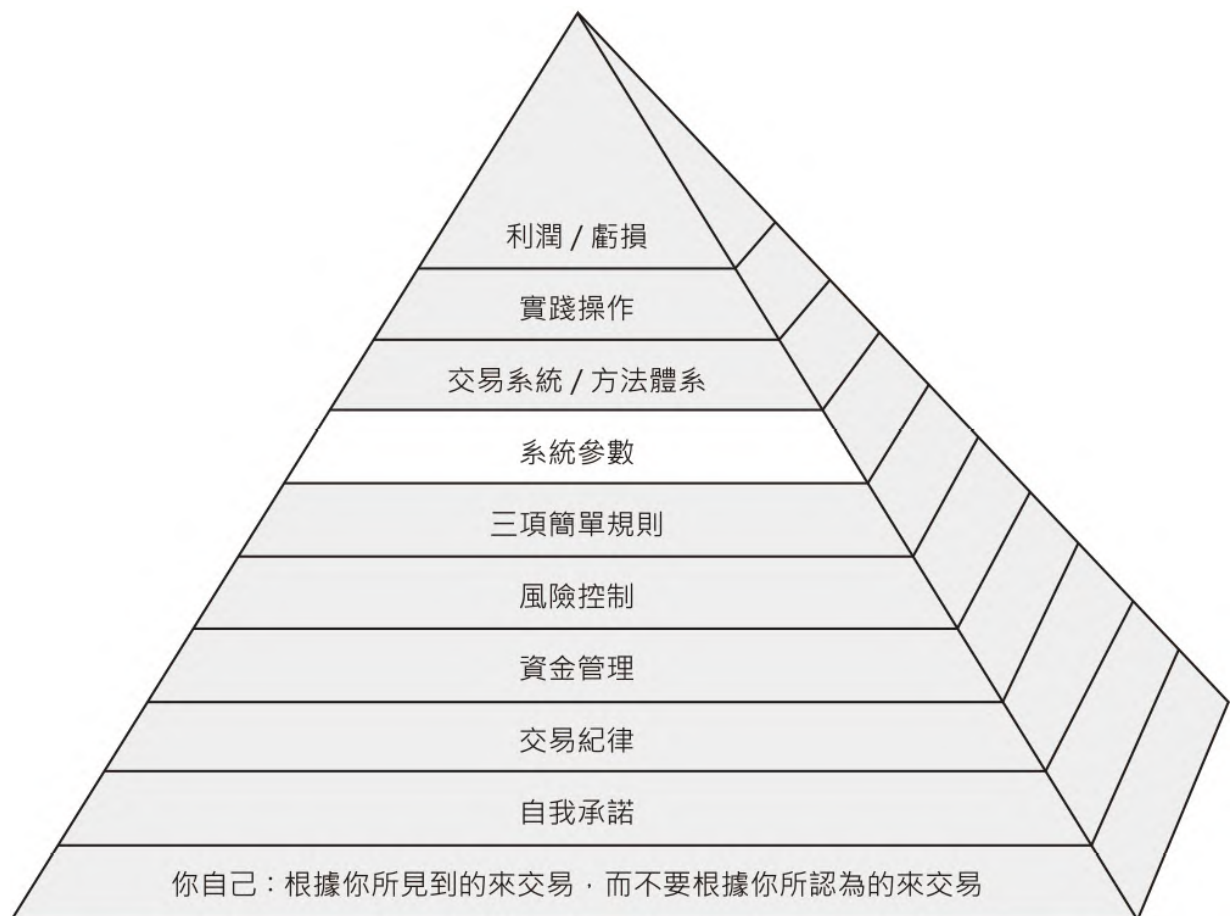 利潤 / 虧損
實踐操作
交易系統 / 方法體系
系統參數
三項簡單規則
風險控制
資金管理
交易紀律
自我承諾
你自己：根據你所見到的來交易，而不要根據你所認為的來交易